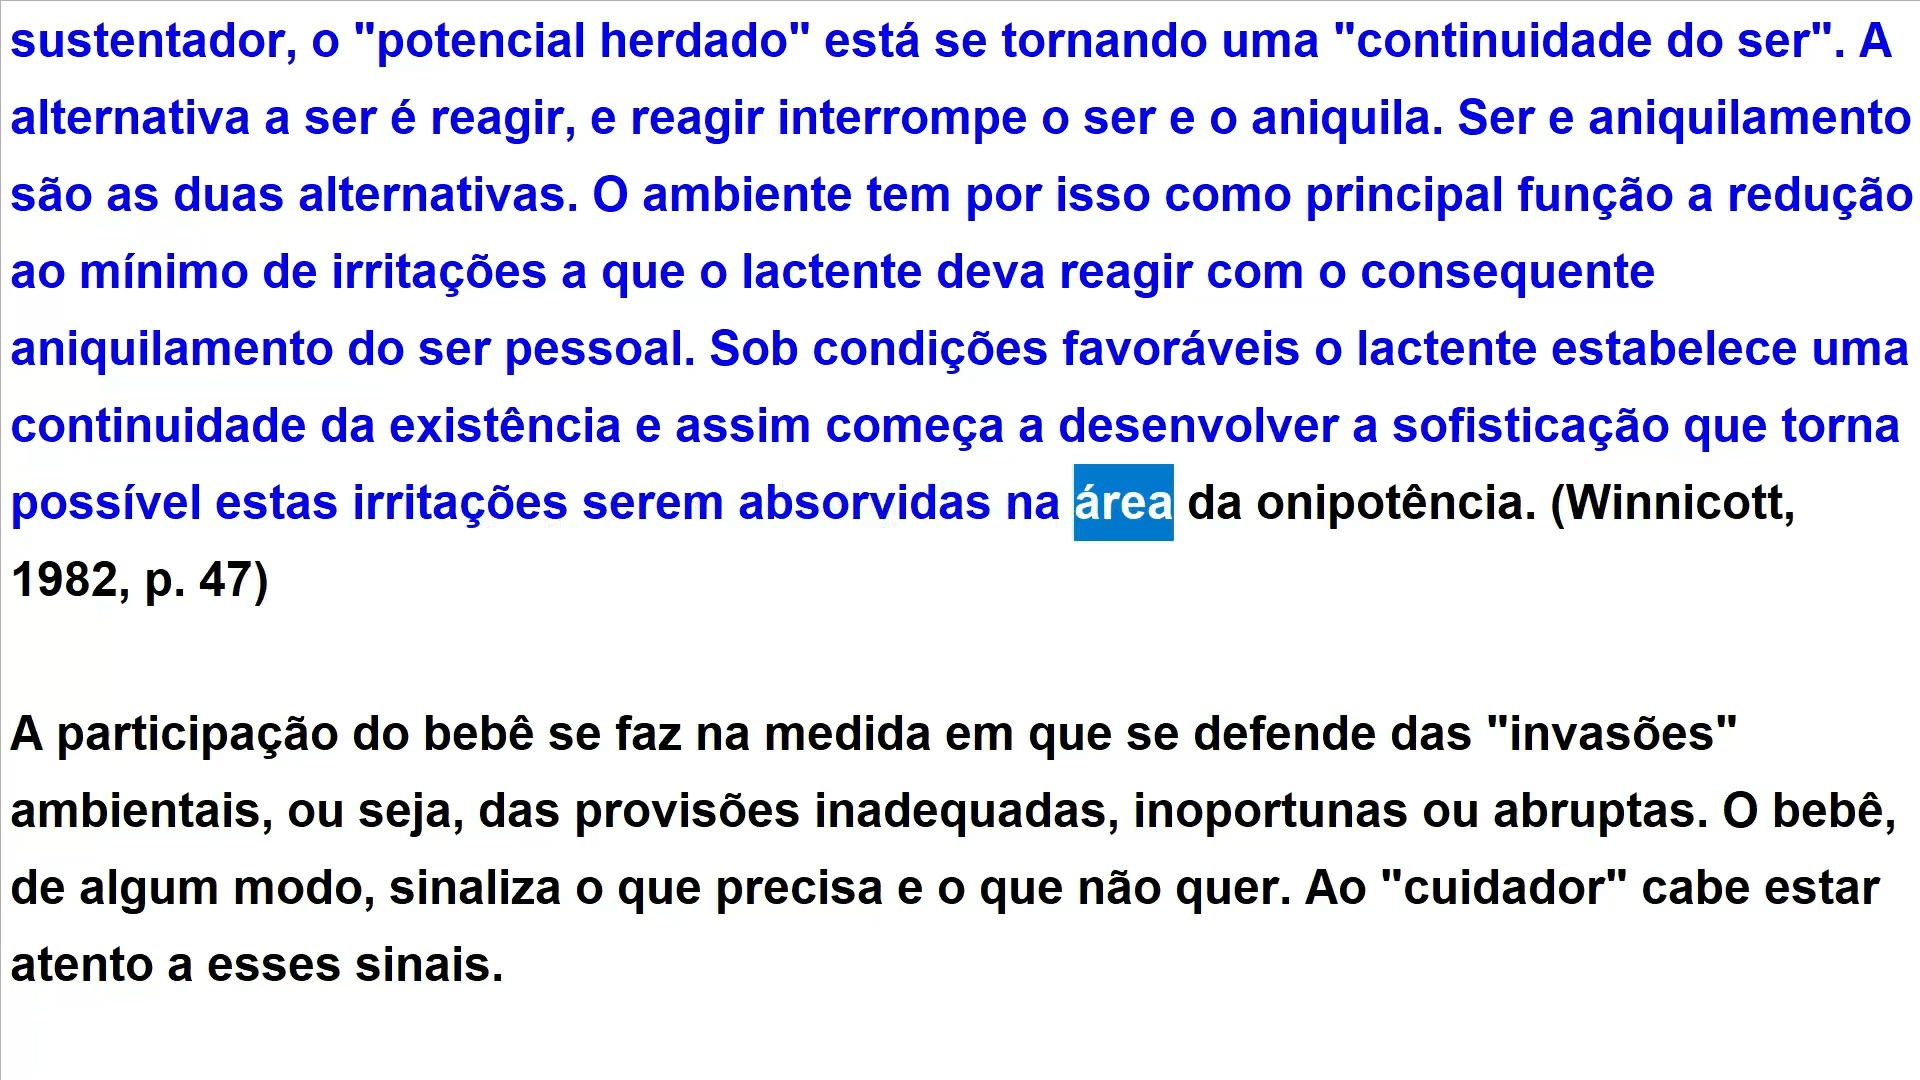 sustentador, o "potencial herdado" está se tornando uma "continuidade do ser". A
alternativa a ser é reagir, e reagir interrompe o ser e o aniquila. Ser e aniquilamento
são as duas alternativas. O ambiente tem por isso como principal função a redução
ao mínimo de irritações a que o lactente deva reagir com o consequente
aniquilamento do ser pessoal. Sob condições favoráveis o lactente estabelece uma
continuidade da existência e assim começa a desenvolver a sofisticação que torna
possível estas irritações serem absorvidas na área da onipotência. (Winnicott,
1982, p. 47)
A participação do bebê se faz na medida em que se defende das "invasões"
ambientais, ou seja, das provisões inadequadas, inoportunas ou abruptas. O bebê,
de algum modo, sinaliza o que precisa e o que não quer. Ao "cuidador" cabe estar
atento a esses sinais.